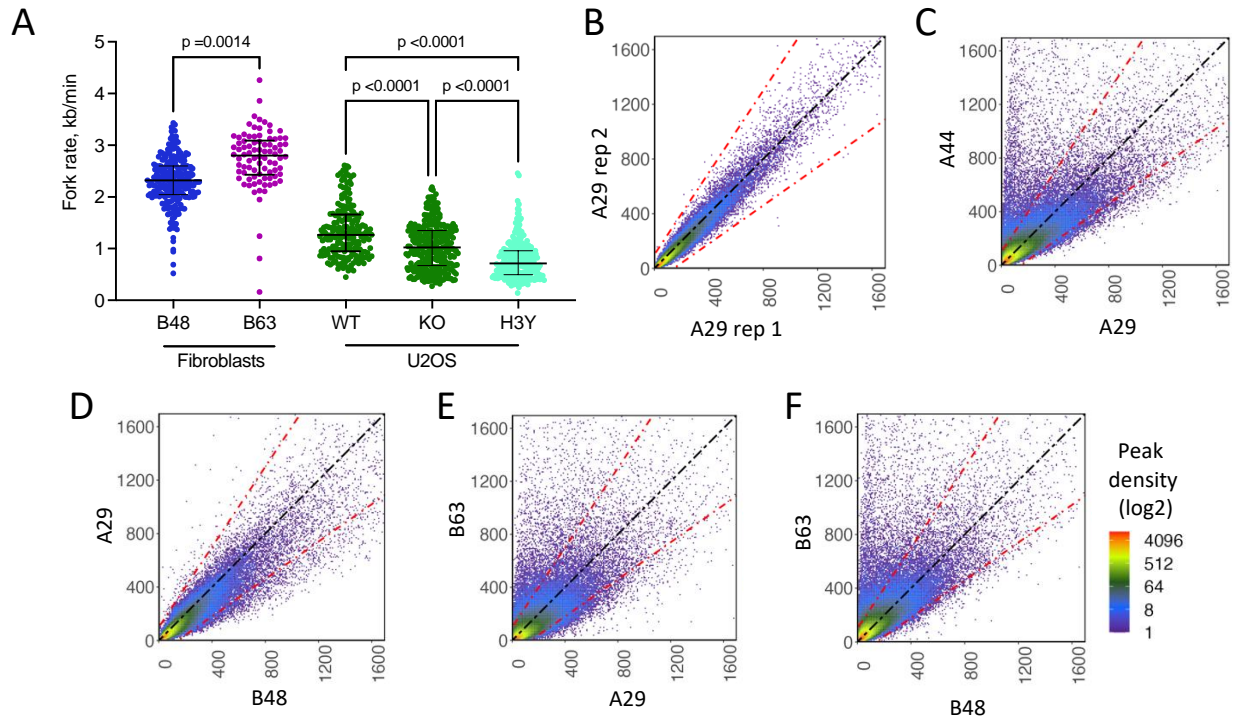 A
Fork rate, kb/min
5
4
3
2
1
0
p =0.0014
p <0.0001
p <0.0001
p <0.0001
B48
B63
WT
KO
H3Y
Fibroblasts
U2OS
B
A29 rep 2
1600
1200
800
400
0
0
400
800
1200
1600
A29 rep 1
C
A44
1600
1200
800
400
0
0
400
800
1200
1600
A29
D
A29
1600
1200
800
400
0
0
400
800
1200
1600
B48
E
B63
1600
1200
800
400
0
0
400
800
1200
1600
A29
F
B63
1600
1200
800
400
0
0
400
800
1200
1600
B48
Peak
density
(log2)
4096
512
64
8
1